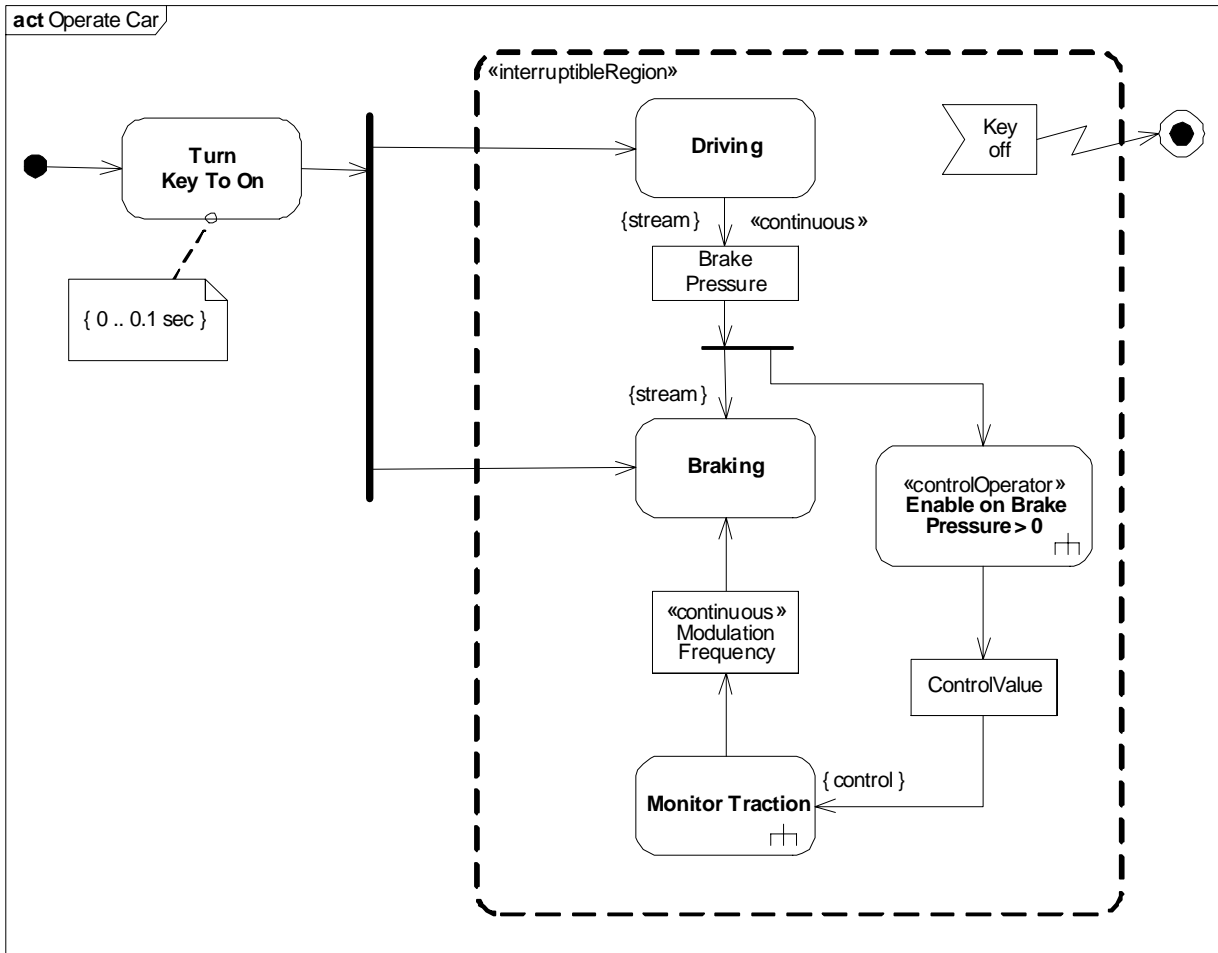 act Operate Car
«interruptibleRegion»
Turn
Key To On
{ 0 .. 0.1 sec }
Driving
Key
off
{stream} «continuous»
Brake
Pressure
{stream}
Braking
«controlOperator»
Enable on Brake
Pressure > 0
«continuous»
Modulation
Frequency
ControlValue
{ control }
Monitor Traction